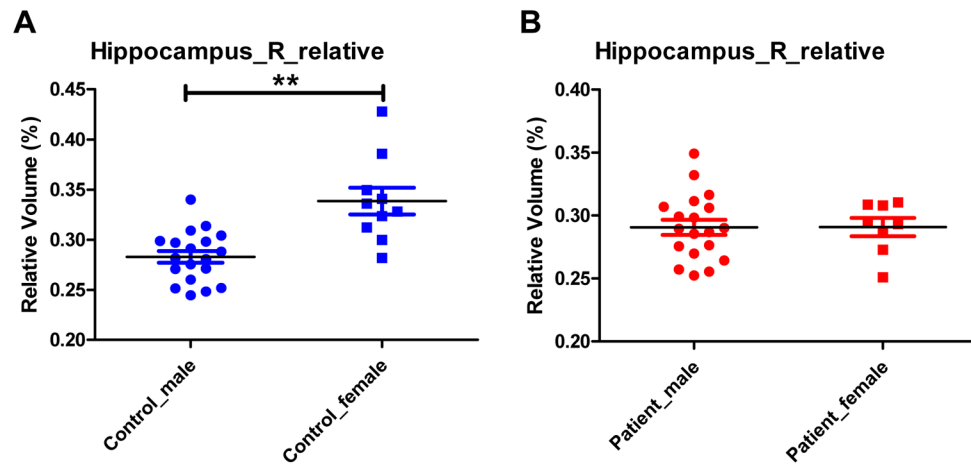 A
Hippocampus_R_relative
**
Relative Volume (%)
0.45
0.40
0.35
0.30
0.25
0.20
Control_male
Control_female
B
Hippocampus_R_relative
Relative Volume (%)
0.40
0.35
0.30
0.25
0.20
Patient_male
Patient_female